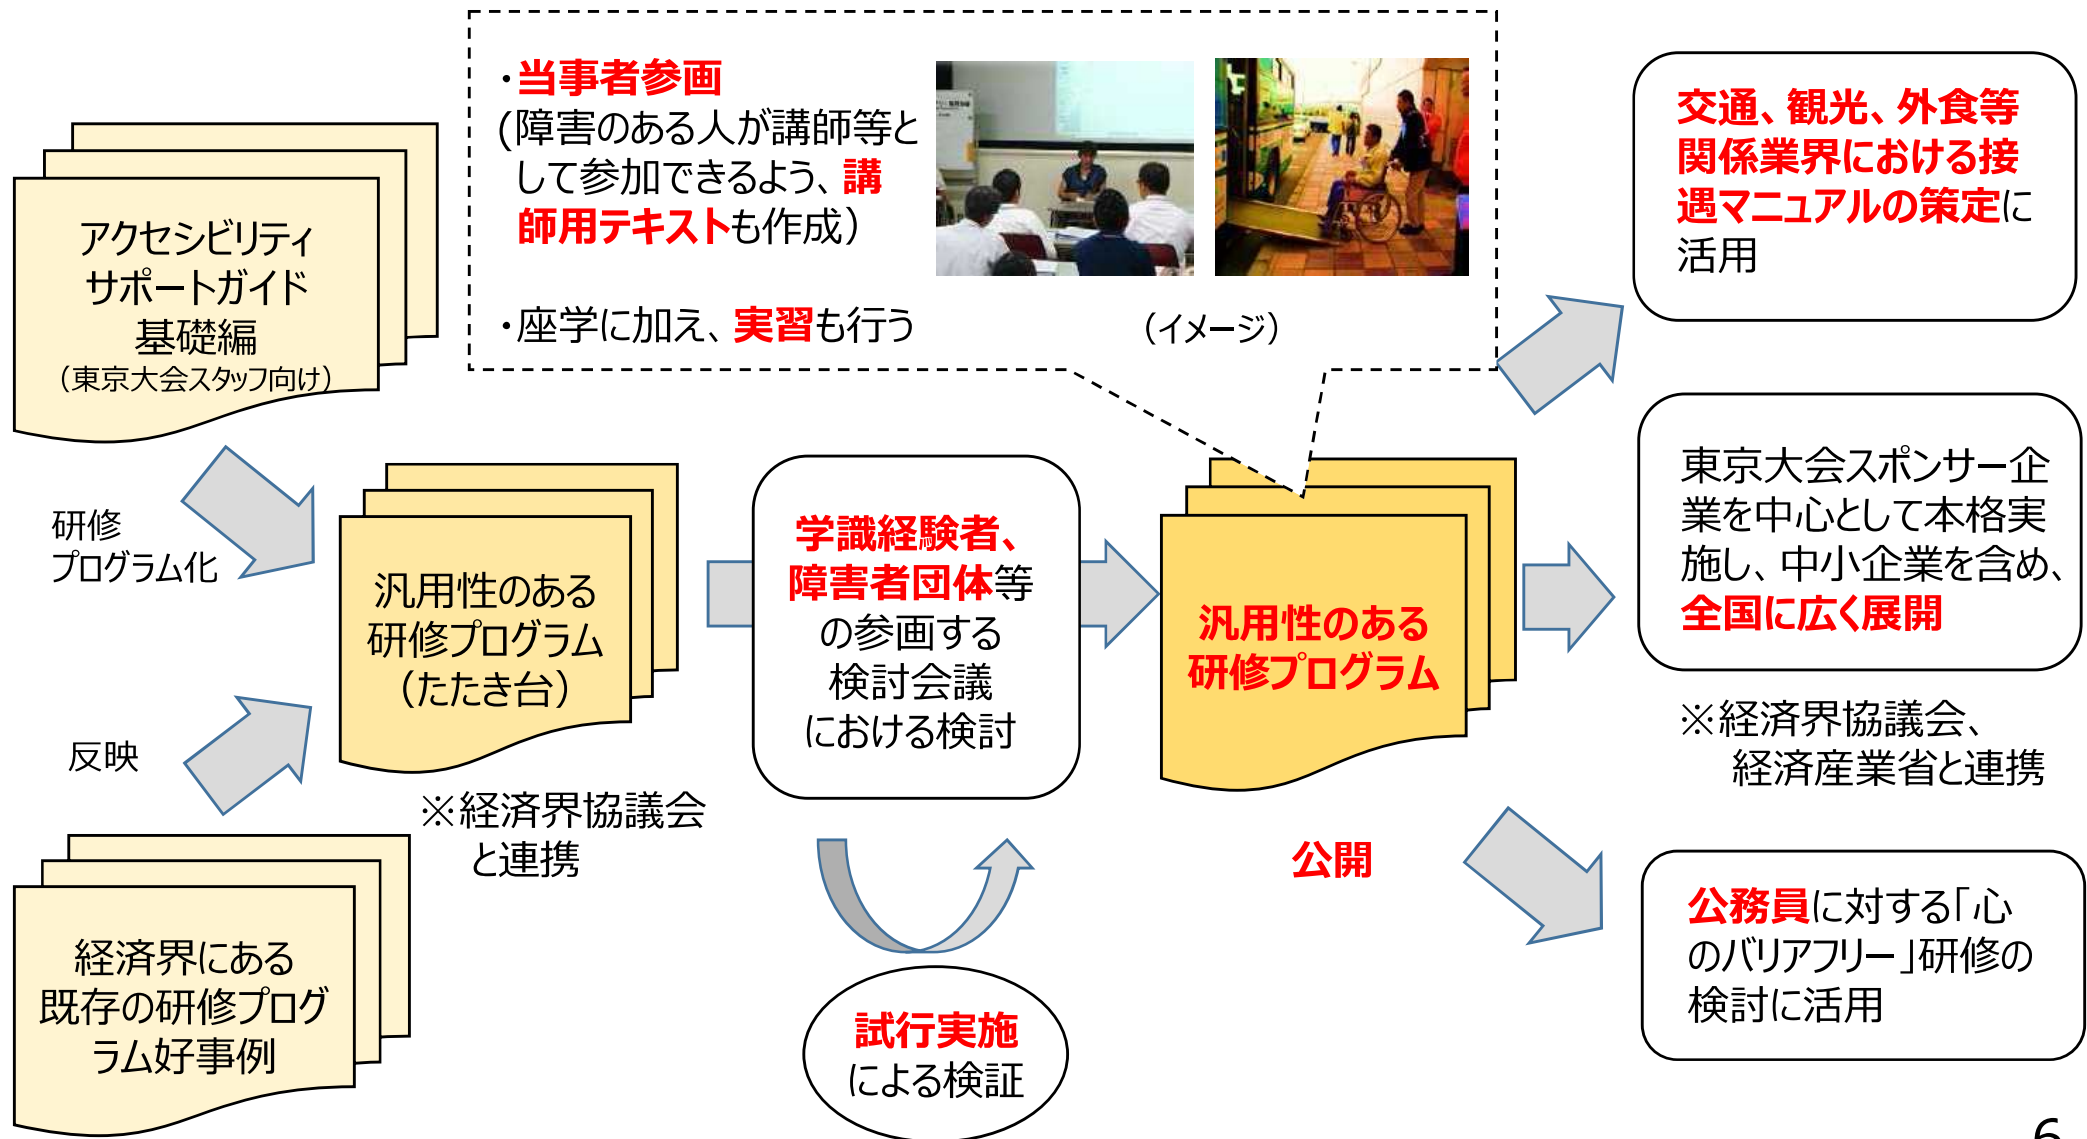 ・当事者参画
(障害のある人が講師等と
して参加できるよう、講
師用テキストも作成）
・座学に加え、実習も行う
（イメージ）
アクセシビリティ
サポートガイド
基礎編
（東京大会スタッフ向け）
研修
プログラム化
反映
経済界にある
既存の研修プログ
ラム好事例
汎用性のある
研修プログラム
（たたき台）
※経済界協議会
と連携
学識経験者、
障害者団体等
の参画する
検討会議
における検討
試行実施
による検証
汎用性のある
研修プログラム
公開
交通、観光、外食等
関係業界における接
遇マニュアルの策定に
活用
東京大会スポンサー企
業を中心として本格実
施し、中小企業を含め、
全国に広く展開
※経済界協議会、
経済産業省と連携
公務員に対する「心
のバリアフリー」研修の
検討に活用
6